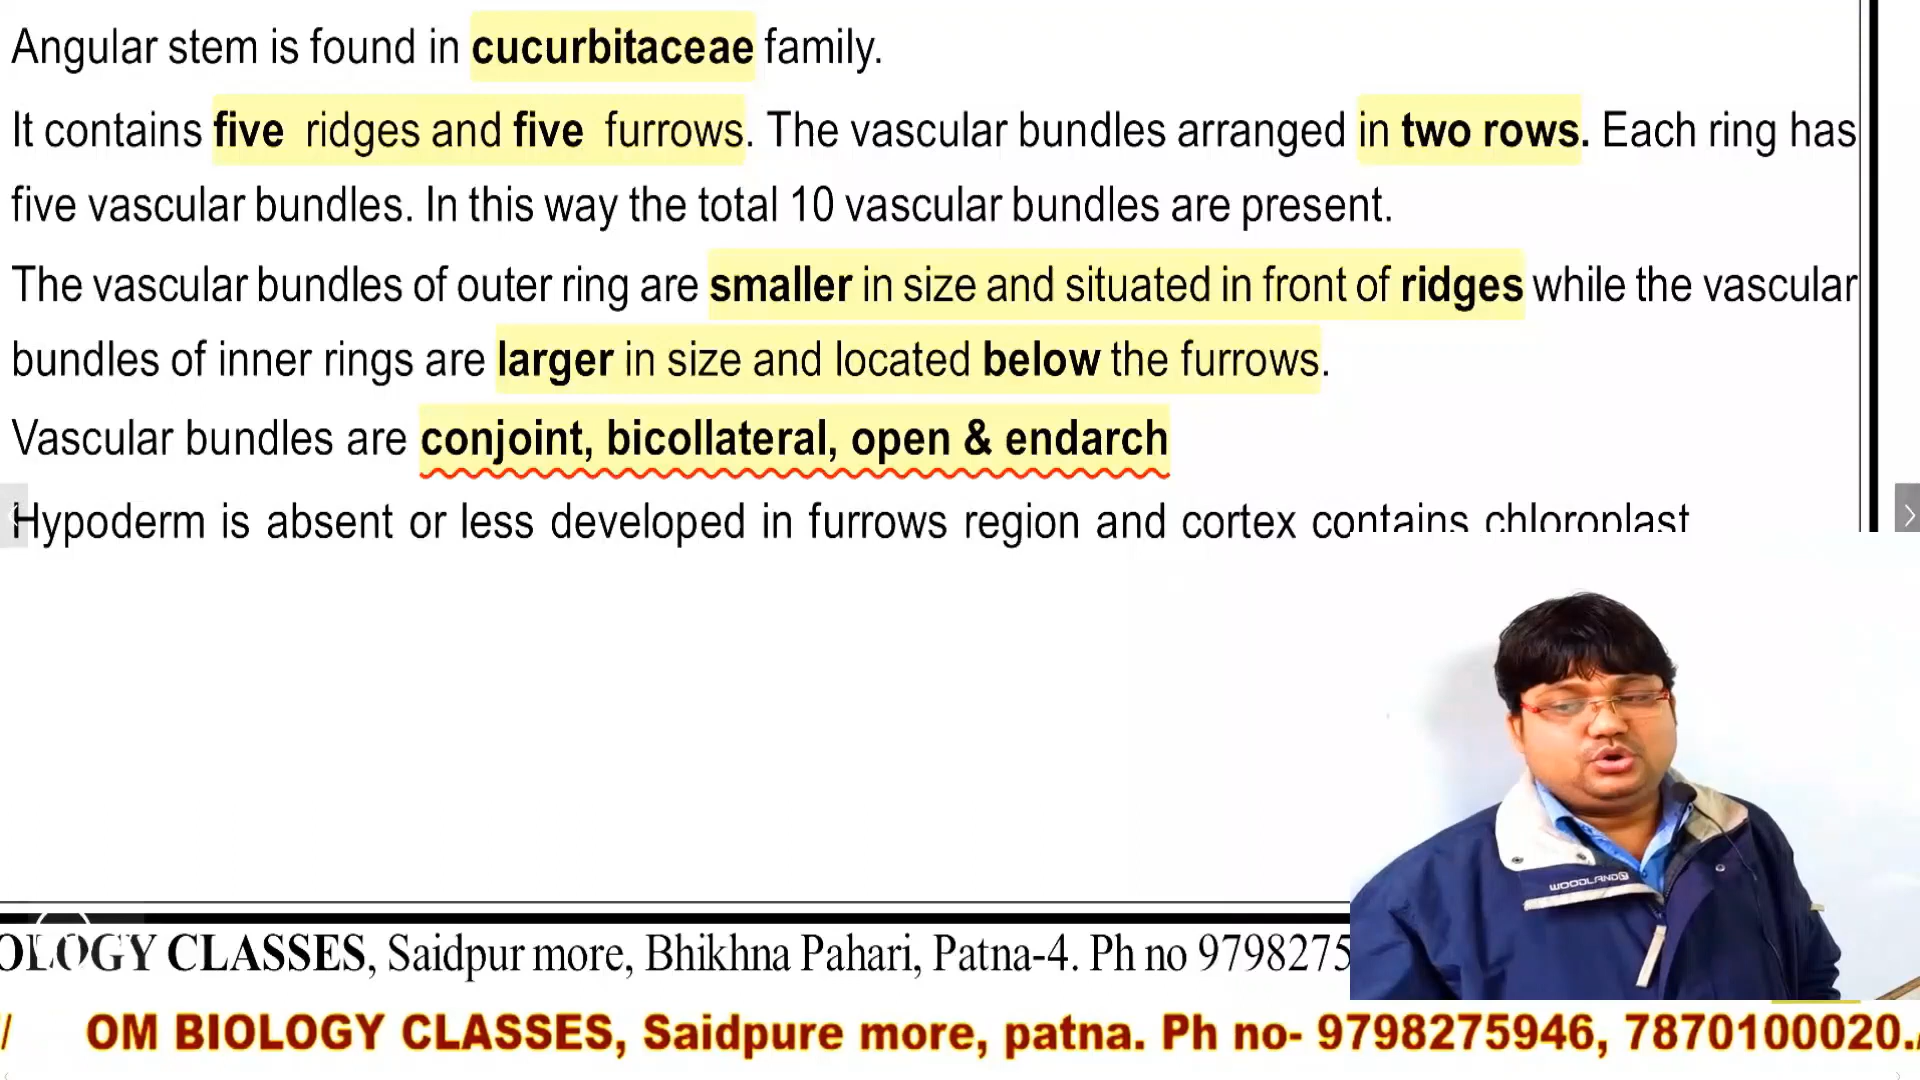 Angular stem is found in cucurbitaceae family.
It contains five ridges and five furrows. The vascular bundles arranged in two rows. Each ring has
five vascular bundles. In this way the total 10 vascular bundles are present.
The vascular bundles of outer ring are smaller in size and situated in front of ridges while the vascular
bundles of inner rings are larger in size and located below the furrows.
Vascular bundles are conjoint, bicollateral, open & endarch
Hypoderm is absent or less developed in furrows region and cortex contains chloroplast
WOODLAND
OLOGY CLASSES, Saidpur more, Bhikhna Pahari, Patna-4. Ph no 9798275
/ OM BIOLOGY CLASSES, Saidpure more, patna. Ph no- 9798275946, 7870100020./